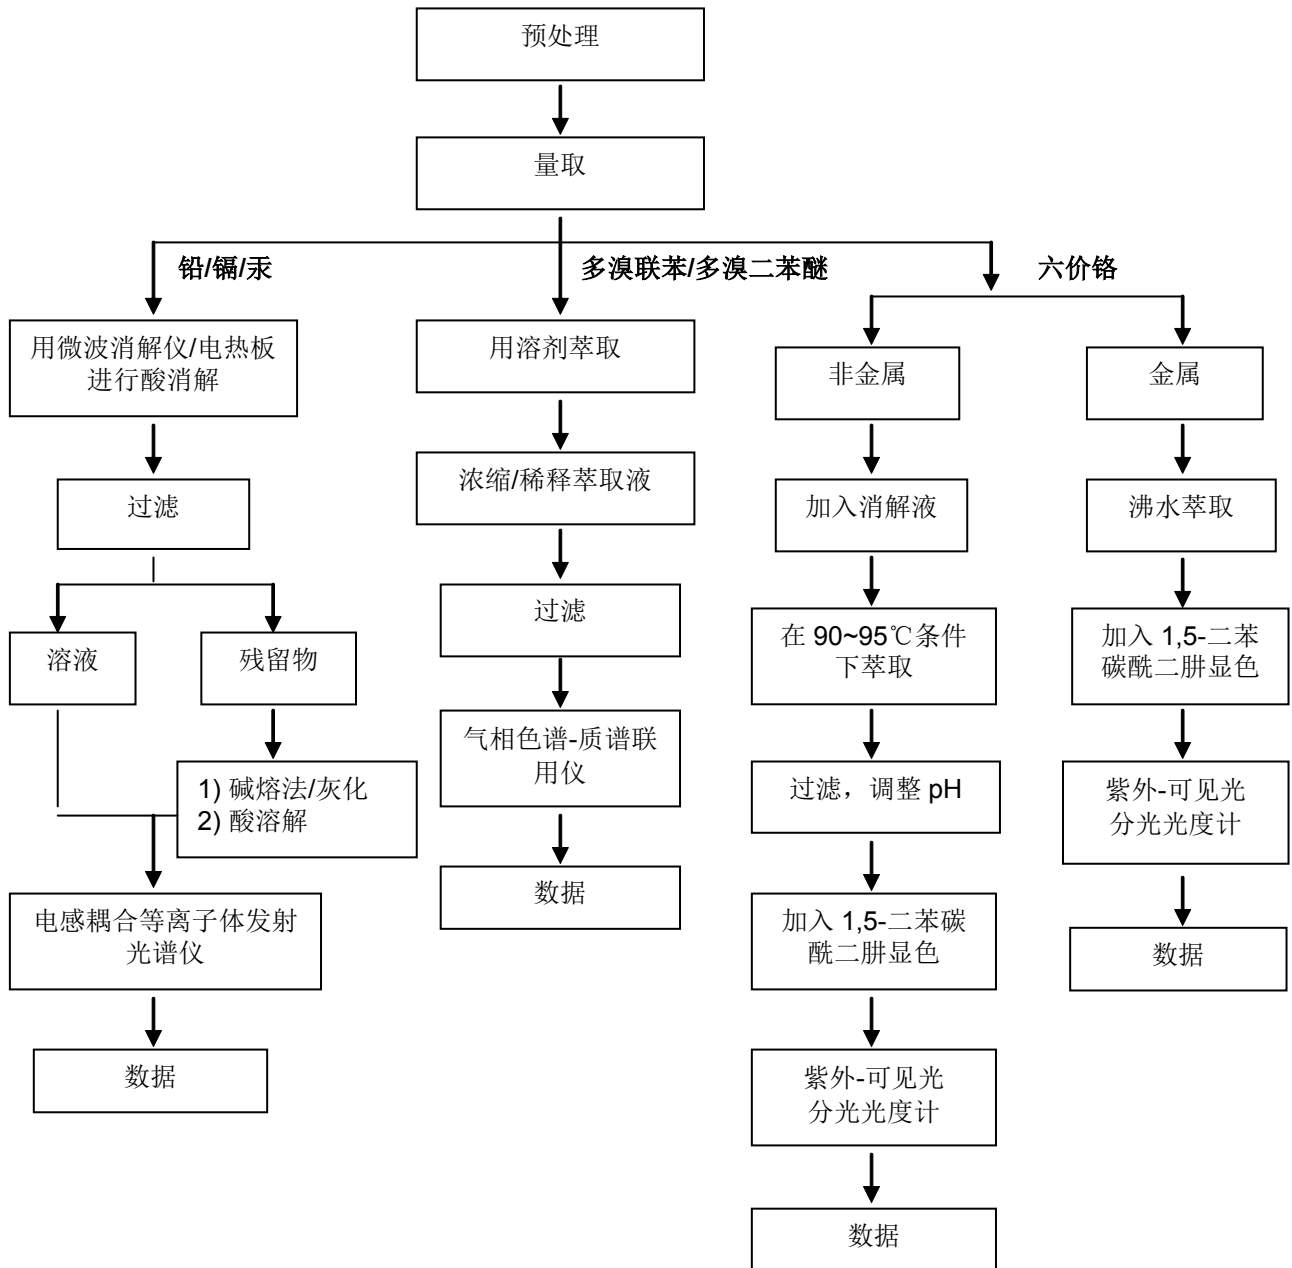 预处理
量取
铅/镉/汞
多溴联苯/多溴二苯醚
六价铬
用微波消解仪/电热板
进行酸消解
过滤
溶液
残留物
1) 碱熔法/灰化
2) 酸溶解
电感耦合等离子体发射
光谱仪
数据
用溶剂萃取
浓缩/稀释萃取液
过滤
气相色谱-质谱联
用仪
数据
非金属
加入消解液
在 90~95℃条件
下萃取
过滤，调整 pH
加入 1,5-二苯碳
酰二肼显色
紫外-可见光
分光光度计
数据
金属
沸水萃取
加入 1,5-二苯
碳酰二肼显色
紫外-可见光
分光光度计
数据